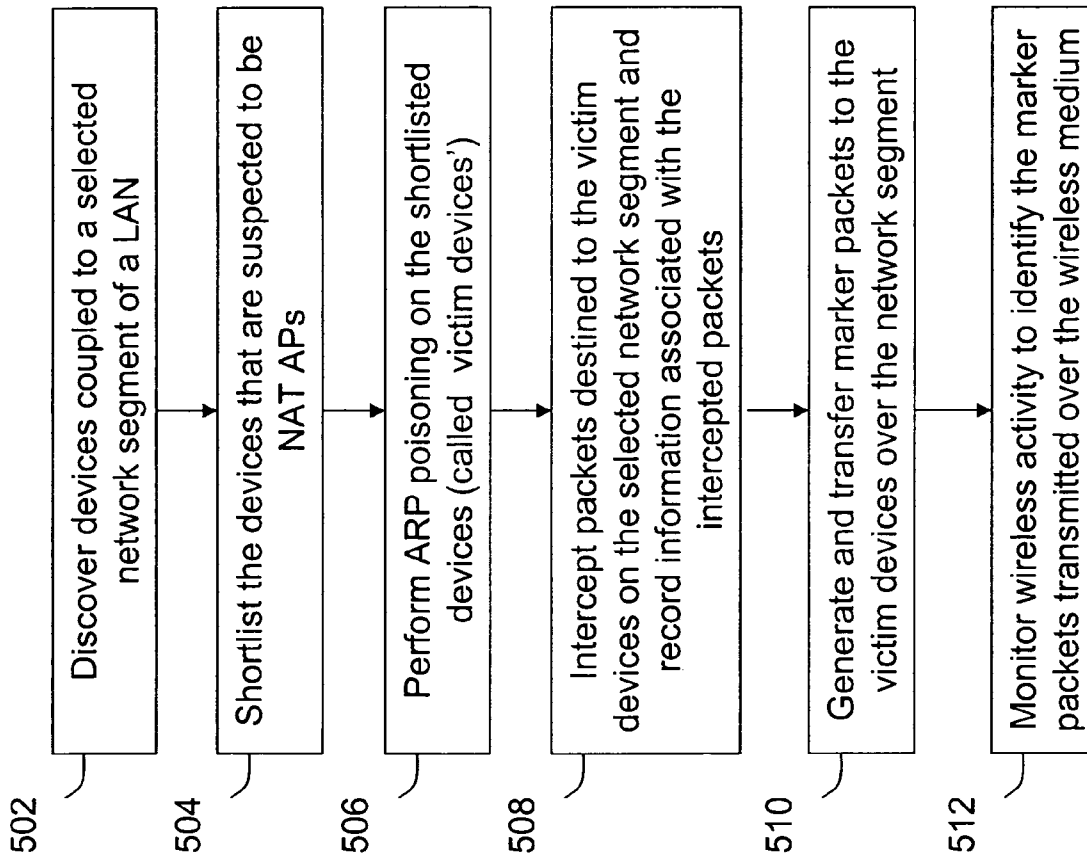 502
Discover devices coupled to a selected
network segment of a LAN
504
Shortlist the devices that are suspected to be
NAT APs
506
Perform ARP poisoning on the shortlisted
devices (called victim devices’)
508
Intercept packets destined to the victim
devices on the selected network segment and
record information associated with the
intercepted packets
510
Generate and transfer marker packets to the
victim devices over the network segment
512
Monitor wireless activity to identify the marker
packets transmitted over the wireless medium